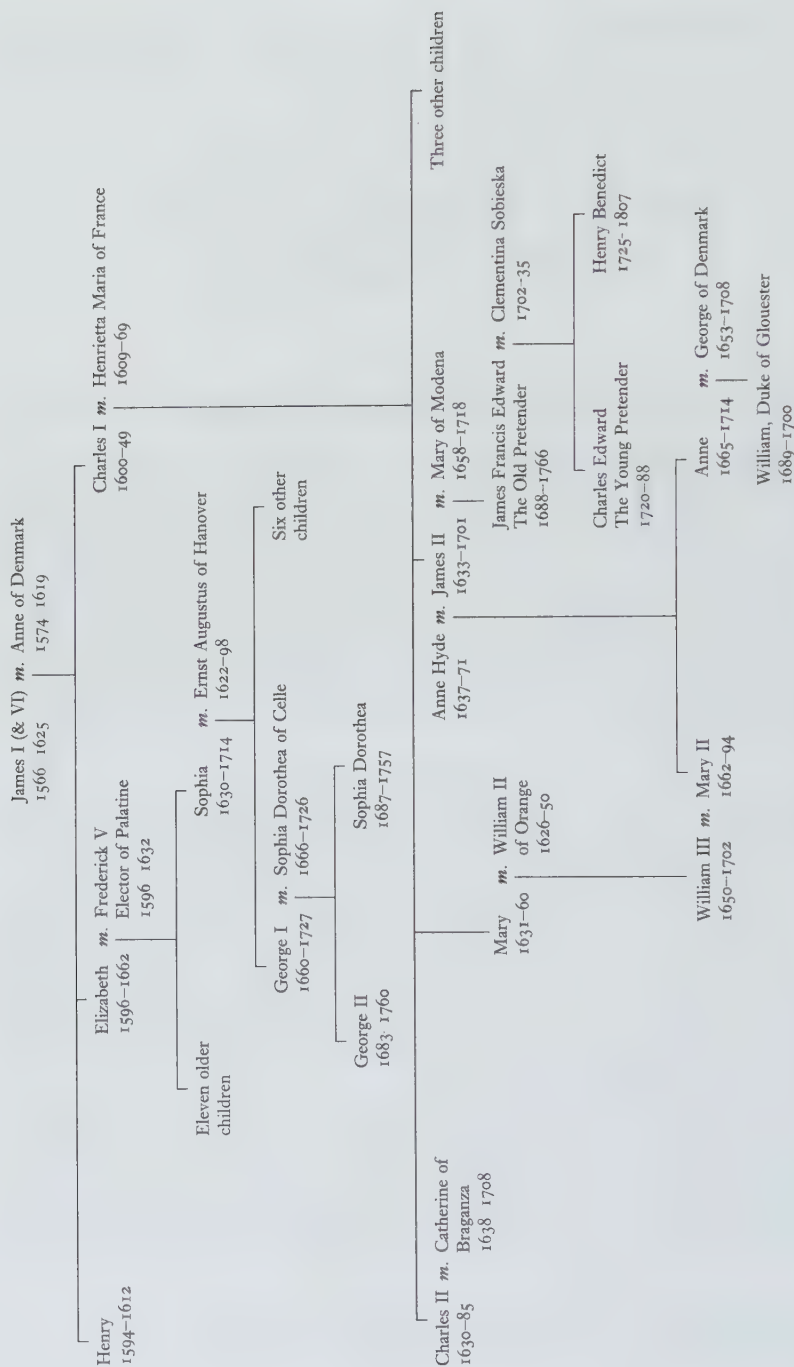 James I (& VI) m. Anne of Denmark
1566 1625
1574 1619
Henry
1594–1612
Elizabeth m. Frederick V
1596–1662
Elector of Palatine
1596 1632
Charles I m. Henrietta Maria of France
1600–49
1609–69
Eleven older
children
Sophia m. Ernst Augustus of Hanover
1630–1714
1622–98
George I m. Sophia Dorothea of Celle
1660–1727
1666–1726
Six other
children
George II
1683· 1760
Sophia Dorothea
1687–1757
Charles II m. Catherine of
1630–85
Braganza
1638 1708
Mary m. William II
1631–60
of Orange
1626–50
Anne Hyde m. James II m. Mary of Modena
1637–71
1633–1701
1658–1718
Three other children
James Francis Edward m. Clementina Sobieska
The Old Pretender
1688–1766
1702-35
Charles Edward
The Young Pretender
1720–88
Henry Benedict
1725- 1807
William III m. Mary II
1650–1702
1662–94
Anne m. George of Denmark
1665–1714
1653–1708
William, Duke of Glouester
1689–1700